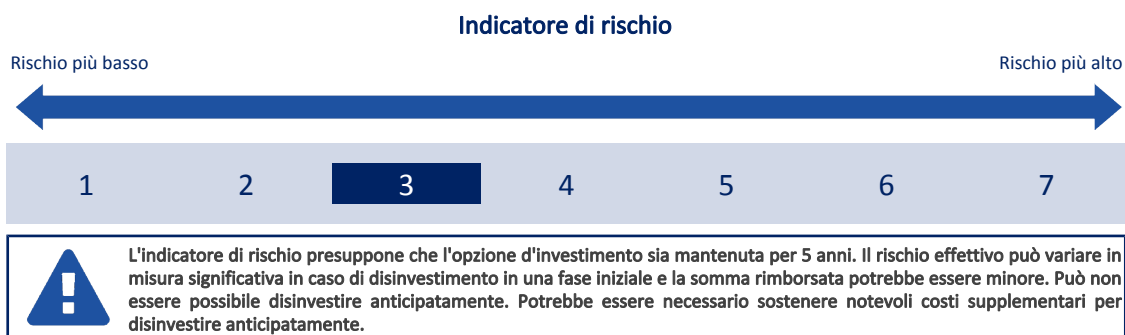 Indicatore di rischio
Rischio più basso
Rischio più alto
1 2 3 4 5 6 7
L'indicatore di rischio presuppone che l'opzione d'investimento sia mantenuta per 5 anni. Il rischio effettivo può variare in
misura significativa in caso di disinvestimento in una fase iniziale e la somma rimborsata potrebbe essere minore. Può non
essere possibile disinvestire anticipatamente. Potrebbe essere necessario sostenere notevoli costi supplementari per
disinvestire anticipatamente.